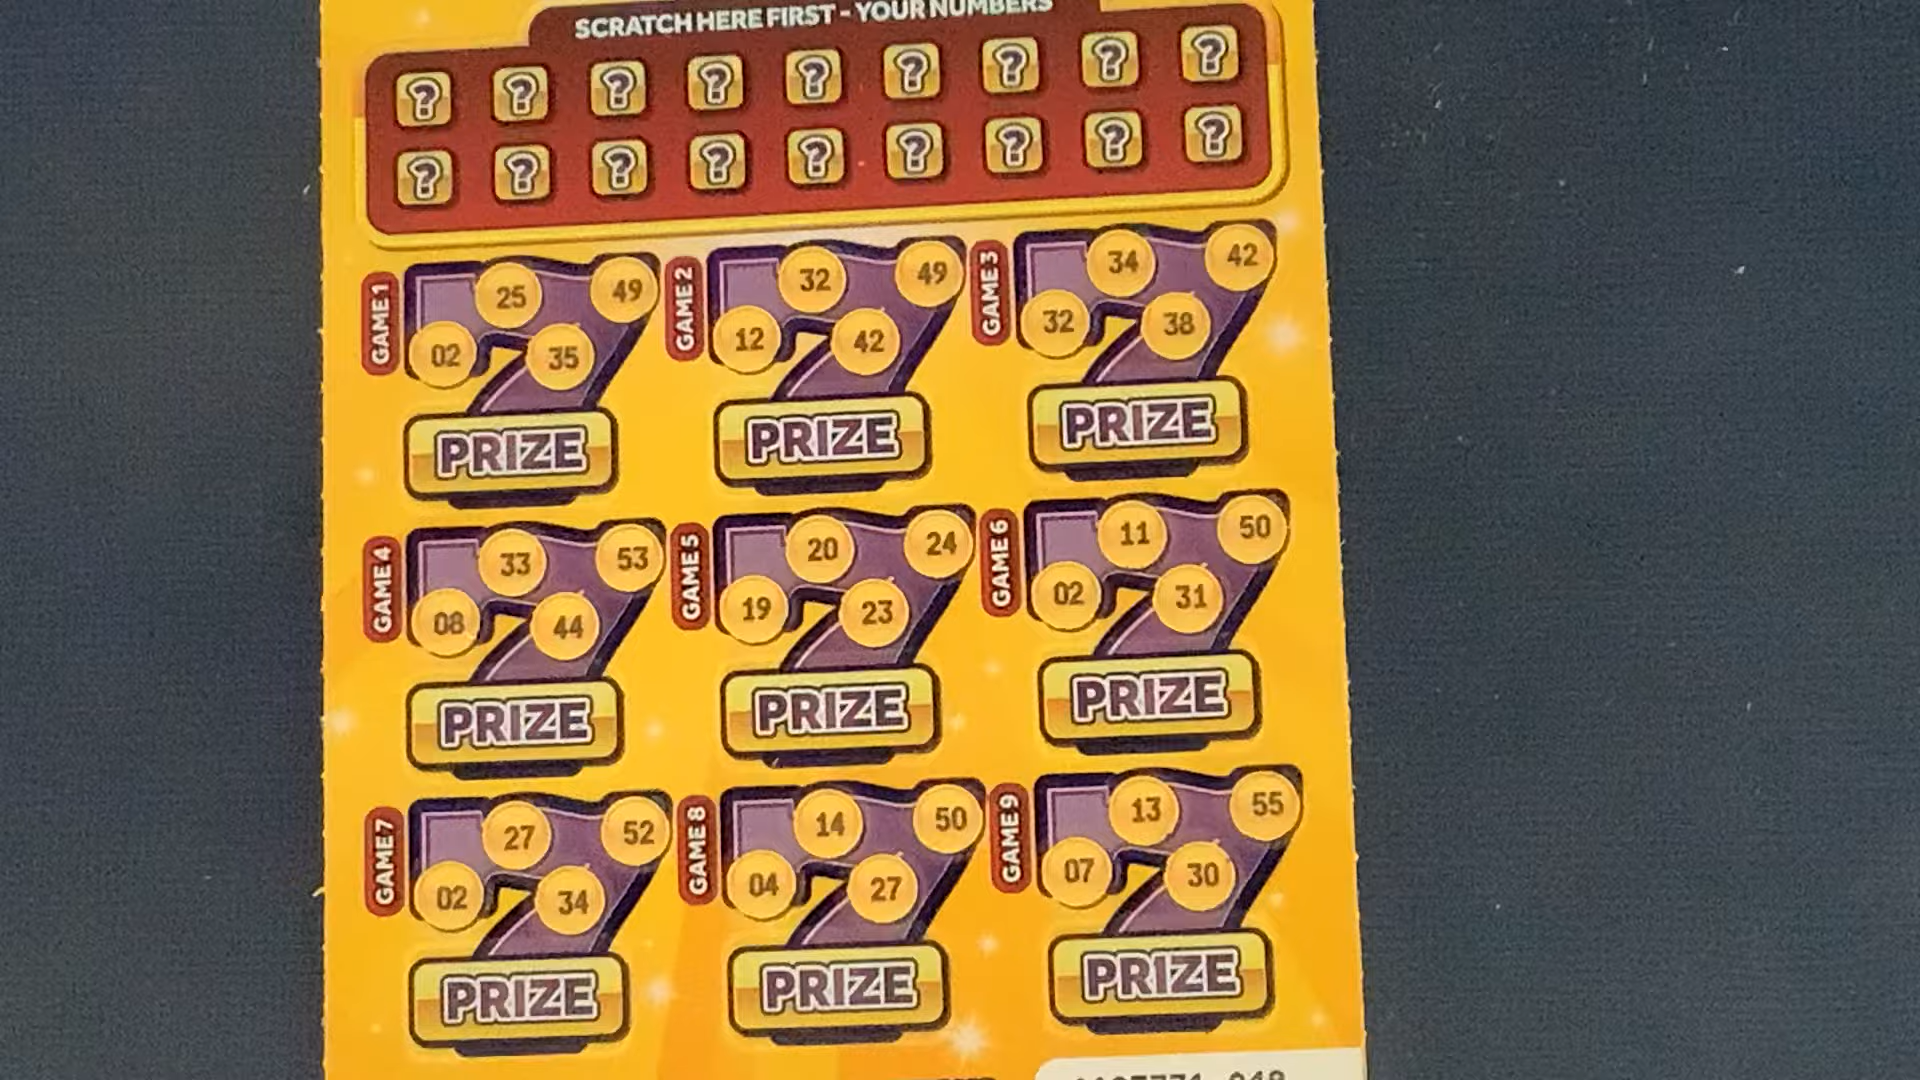 SCRATCH HERE FIRST - YOUR NUMBERS
? ? ? ? ? ? ? ? ?
? ? ? ? ? ? ? ? ?
GAME 1
25 49
02 35
PRIZE
GAME 2
32 49
12 42
PRIZE
GAME 3
34 42
32 38
PRIZE
GAME 4
33 53
08 44
PRIZE
GAME 5
20 24
19 23
PRIZE
GAME 6
11 50
02 31
PRIZE
GAME 7
27 52
02 34
PRIZE
GAME 8
14 50
04 27
PRIZE
GAME 9
13 55
07 30
PRIZE